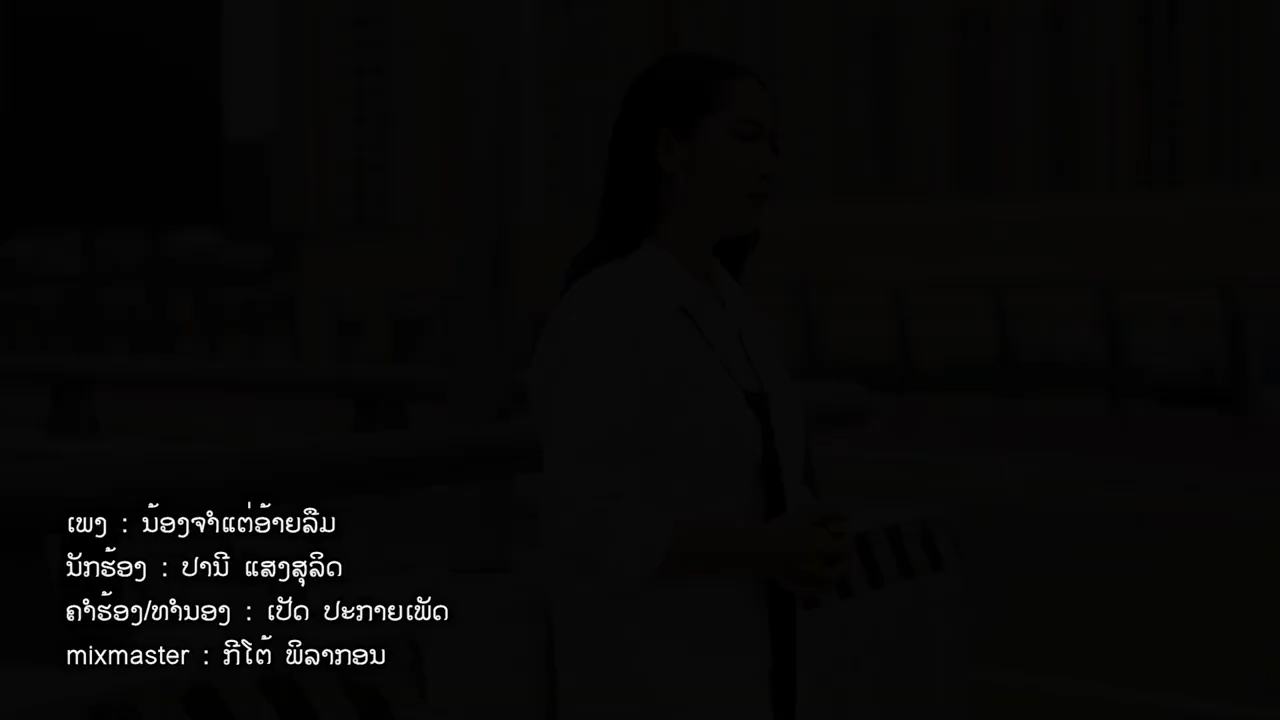 ເພງ : ນ້ອງຈຳແຕ່ອ້າຍລືມ
ນັກຮ້ອງ : ປານີ ແສງສຸລິດ
ຄຳຮ້ອງ/ທຳນອງ : ເປັດ ປະກາຍເພັດ
mixmaster : ກີໂຕ້ ພິລາກອນ